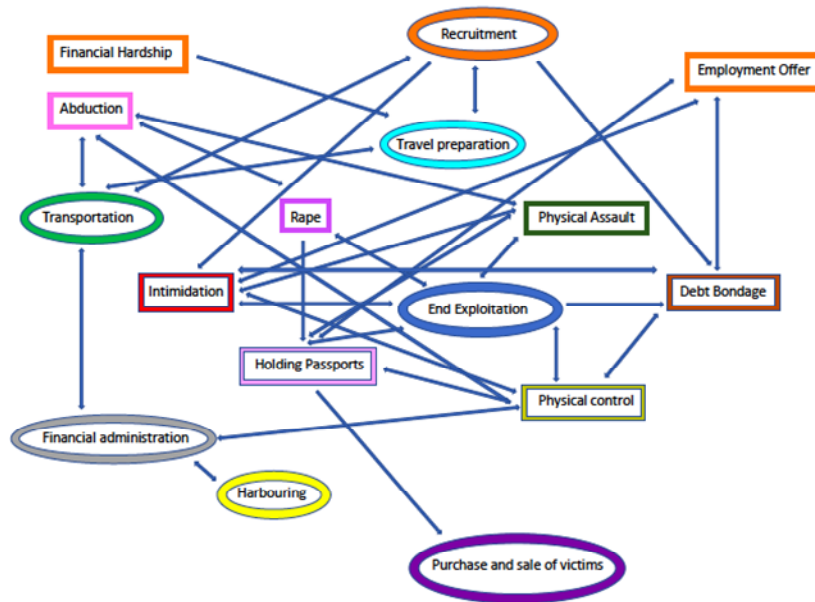 Recruitment
Financial Hardship
Employment Offer
Abduction
Travel preparation
Transportation
Rape
Physical Assault
Intimidation
End Exploitation
Debt Bondage
Holding Passports
Physical control
Financial administration
Harbouring
Purchase and sale of victims